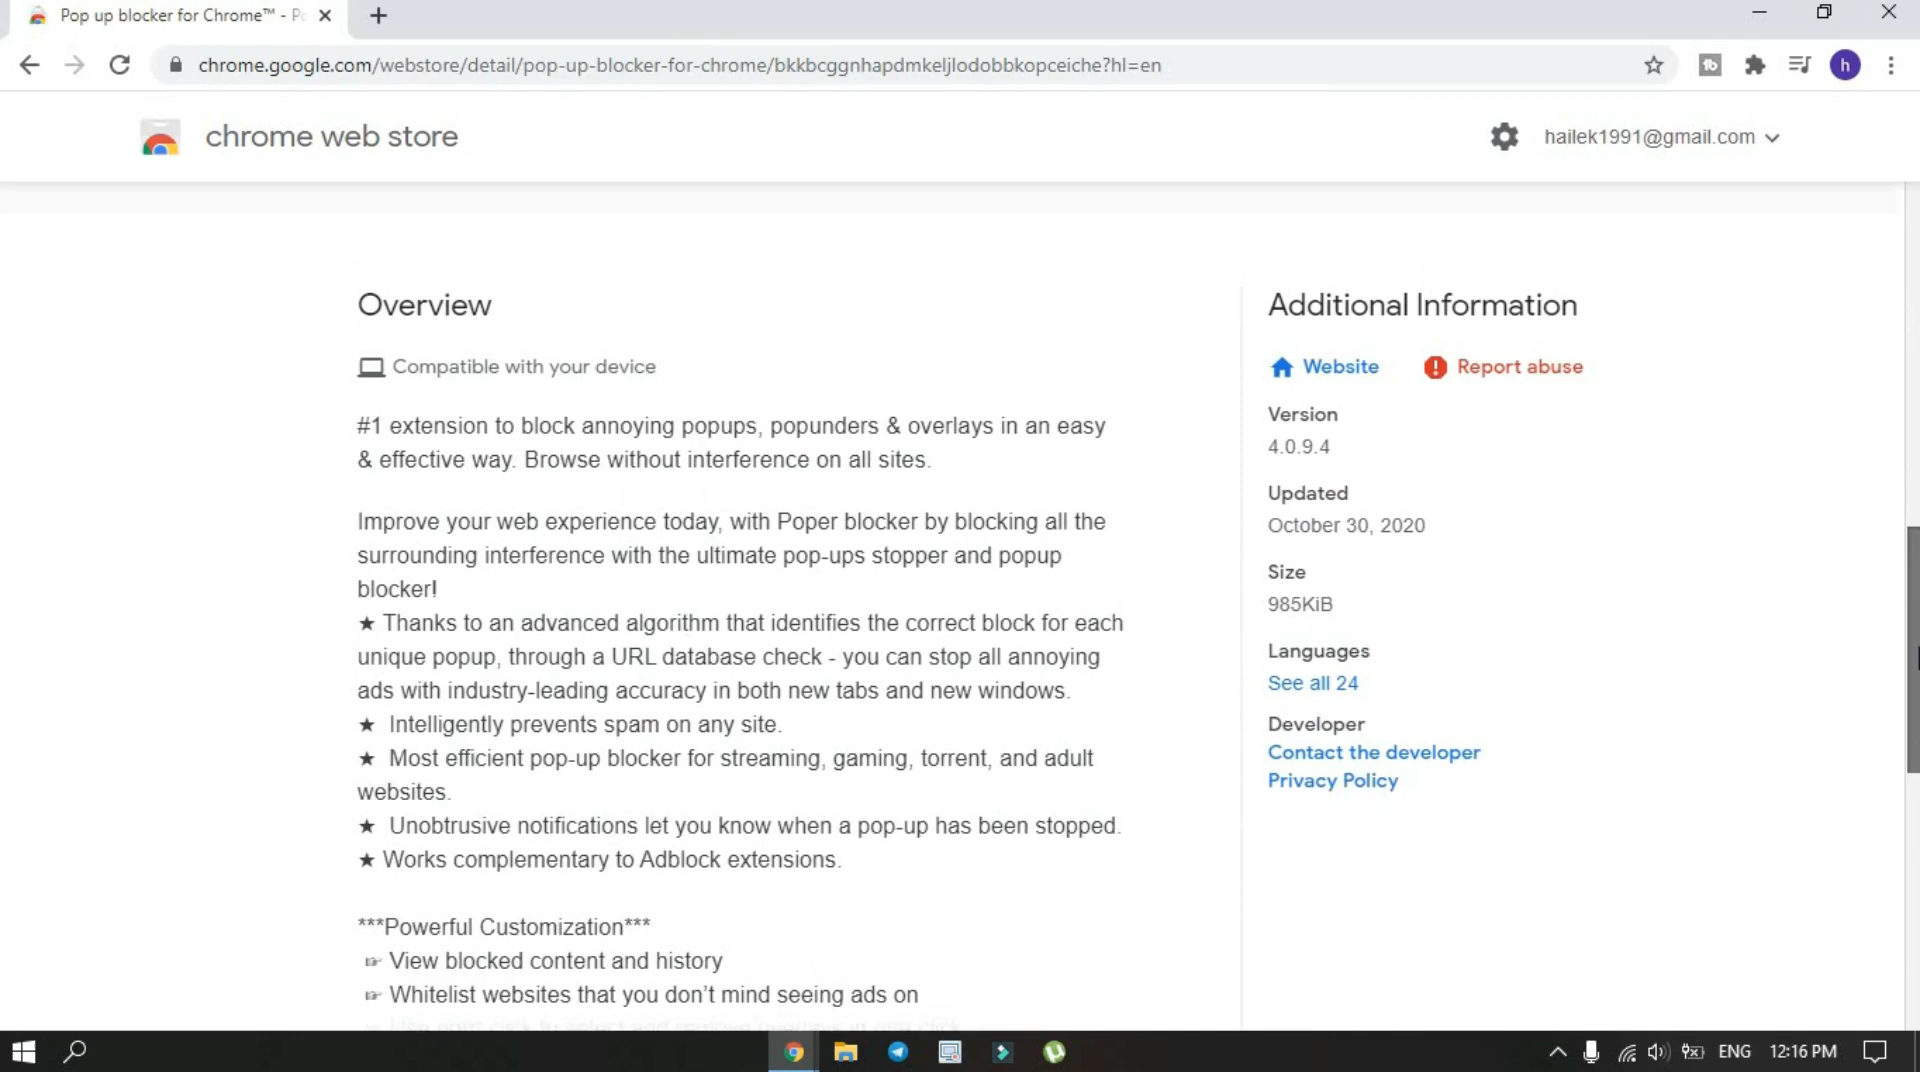 Pop up blocker for Chrome™ - Po
chrome.google.com/webstore/detail/pop-up-blocker-for-chrome/bkkbcggnhapdmkeljlodobbkopceiche?hl=en
h
chrome web store
hailek1991@gmail.com
Overview
Compatible with your device
#1 extension to block annoying popups, popunders & overlays in an easy
& effective way. Browse without interference on all sites.
Improve your web experience today, with Poper blocker by blocking all the
surrounding interference with the ultimate pop-ups stopper and popup
blocker!
★ Thanks to an advanced algorithm that identifies the correct block for each
unique popup, through a URL database check - you can stop all annoying
ads with industry-leading accuracy in both new tabs and new windows.
★ Intelligently prevents spam on any site.
★ Most efficient pop-up blocker for streaming, gaming, torrent, and adult
websites.
★ Unobtrusive notifications let you know when a pop-up has been stopped.
★ Works complementary to Adblock extensions.
***Powerful Customization***
☞ View blocked content and history
☞ Whitelist websites that you don’t mind seeing ads on
Additional Information
Website
Report abuse
Version
4.0.9.4
Updated
October 30, 2020
Size
985KiB
Languages
See all 24
Developer
Contact the developer
Privacy Policy
ENG
12:16 PM